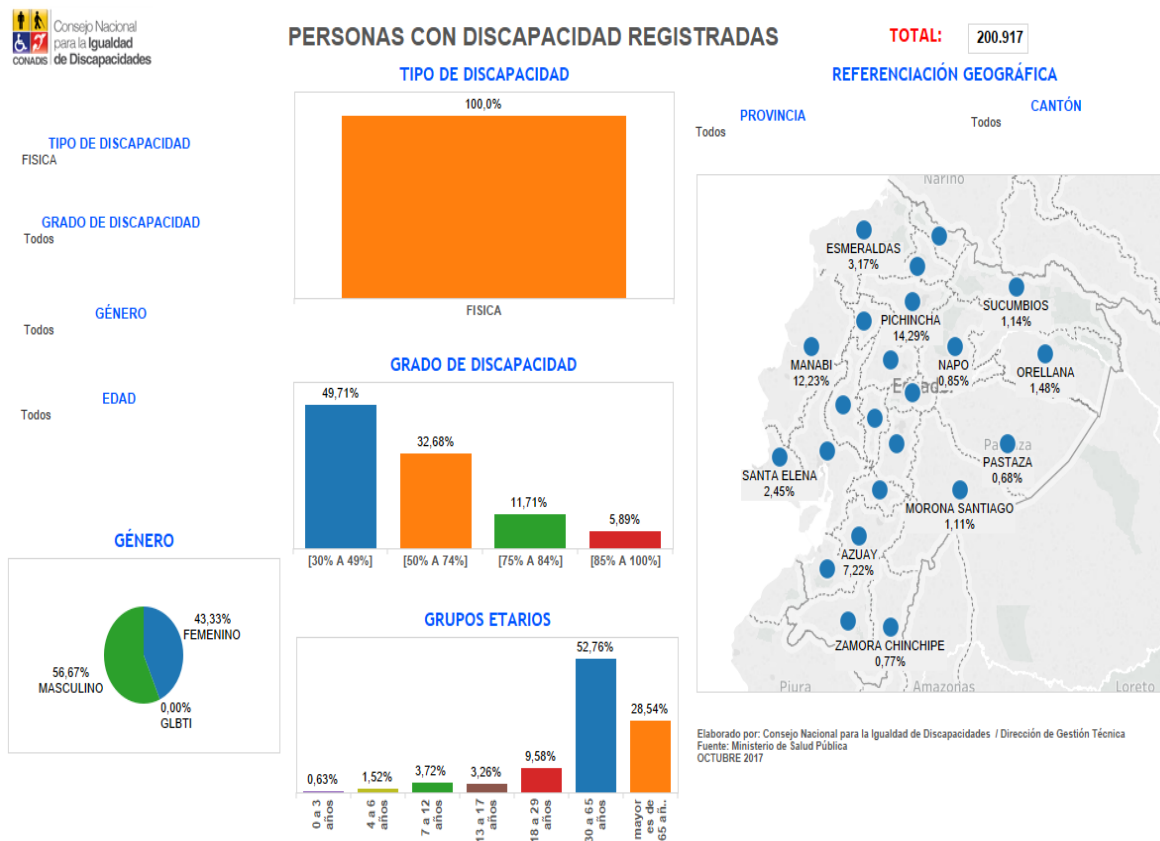 Consejo Nacional
para la Igualdad
de Discapacidades
CONADIS
PERSONAS CON DISCAPACIDAD REGISTRADAS
TOTAL: 200.917
TIPO DE DISCAPACIDAD
FISICA
GRADO DE DISCAPACIDAD
Todos
GÉNERO
Todos
EDAD
Todos
GÉNERO
43,33%
FEMENINO
56,67%
MASCULINO
0,00%
GLBTI
TIPO DE DISCAPACIDAD
100,0%
FISICA
GRADO DE DISCAPACIDAD
49,71%
32,68%
11,71%
5,89%
[30% A 49%]
[50% A 74%]
[75% A 84%]
[85% A 100%]
GRUPOS ETARIOS
0,63%
1,52%
3,72%
3,26%
9,58%
52,76%
28,54%
0 a 3
años
4 a 6
años
7 a 12
años
13 a 17
años
18 a 29
años
30 a 65
años
mayor
es de
65 añ..
REFERENCIACIÓN GEOGRÁFICA
PROVINCIA
Todos
CANTÓN
Todos
Nariño
ESMERALDAS
3,17%
SUCUMBIOS
1,14%
PICHINCHA
14,29%
MANABI
12,23%
NAPO
0,85%
ORELLANA
1,48%
Ecuador
Pastaza
PASTAZA
0,68%
SANTA ELENA
2,45%
MORONA SANTIAGO
1,11%
AZUAY
7,22%
ZAMORA CHINCHIPE
0,77%
Piura
Amazonas
Loreto
Elaborado por: Consejo Nacional para la Igualdad de Discapacidades / Dirección de Gestión Técnica
Fuente: Ministerio de Salud Pública
OCTUBRE 2017